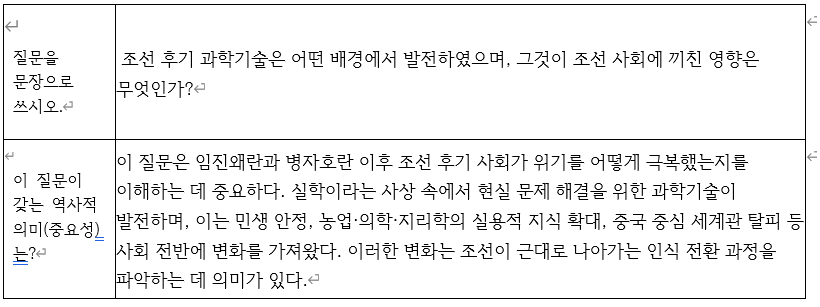 질문을
문장으로
쓰시오.
조선 후기 과학기술은 어떤 배경에서 발전하였으며, 그것이 조선 사회에 끼친 영향은
무엇인가?
이 질문이
갖는 역사적
의미(중요성)
는?
이 질문은 임진왜란과 병자호란 이후 조선 후기 사회가 위기를 어떻게 극복했는지를
이해하는 데 중요하다. 실학이라는 사상 속에서 현실 문제 해결을 위한 과학기술이
발전하며, 이는 민생 안정, 농업·의학·지리학의 실용적 지식 확대, 중국 중심 세계관 탈피 등
사회 전반에 변화를 가져왔다. 이러한 변화는 조선이 근대로 나아가는 인식 전환 과정을
파악하는 데 의미가 있다.